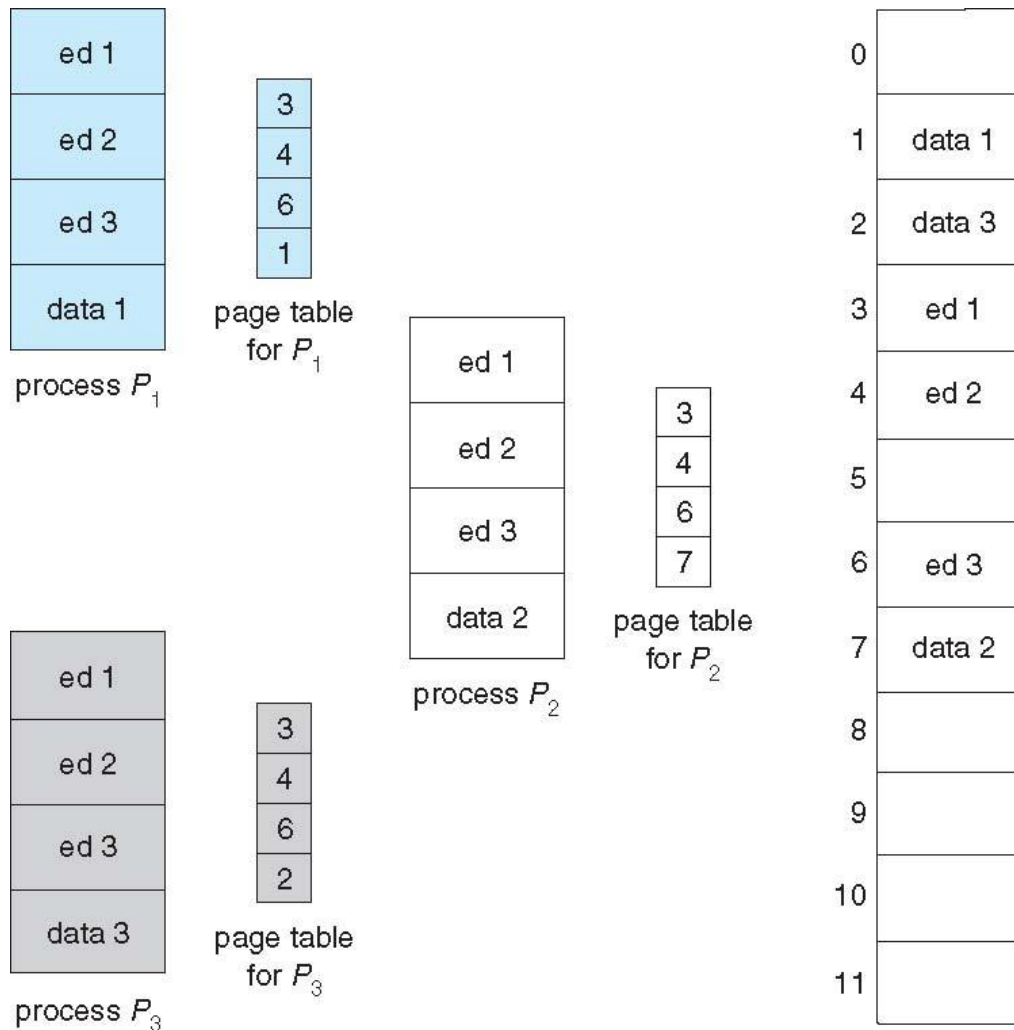 ed 1
ed 2
ed 3
data 1
process P₁
3
4
6
1
page table
for P₁
ed 1
ed 2
ed 3
data 2
process P₂
3
4
6
7
page table
for P₂
ed 1
ed 2
ed 3
data 3
process P₃
3
4
6
2
page table
for P₃
0
1 data 1
2 data 3
3 ed 1
4 ed 2
5
6 ed 3
7 data 2
8
9
10
11